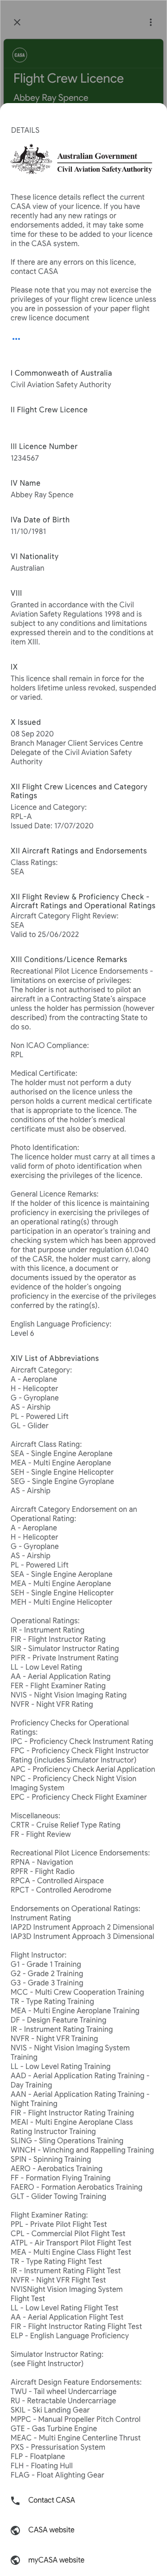 CASA
Flight Crew Licence
Abbey Ray Spence
DETAILS
Australian Government
Civil Aviation Safety Authority
These licence details reflect the current
CASA view of your licence. If you have
recently had any new ratings or
endorsements added, it may take some
time for these to be added to your licence
in the CASA system.
If there are any errors on this licence,
contact CASA
Please note that you may not exercise the
privileges of your flight crew licence unless
you are in possession of your paper flight
crew licence document
I Commonweath of Australia
Civil Aviation Safety Authority
II Flight Crew Licence
III Licence Number
1234567
IV Name
Abbey Ray Spence
IVa Date of Birth
11/10/1981
VI Nationality
Australian
VIII
Granted in accordance with the Civil
Aviation Safety Regulations 1998 and is
subject to any conditions and limitations
expressed therein and to the conditions at
item XIII.
IX
This licence shall remain in force for the
holders lifetime unless revoked, suspended
or varied.
X Issued
08 Sep 2020
Branch Manager Client Services Centre
Delegate of the Civil Aviation Safety
Authority
XII Flight Crew Licences and Category
Ratings
Licence and Category:
RPL-A
Issued Date: 17/07/2020
XII Aircraft Ratings and Endorsements
Class Ratings:
SEA
XII Flight Review & Proficiency Check -
Aircraft Ratings and Operational Ratings
Aircraft Category Flight Review:
SEA
Valid to 25/06/2022
XIII Conditions/Licence Remarks
Recreational Pilot Licence Endorsements -
limitations on exercise of privileges:
The holder is not authorised to pilot an
aircraft in a Contracting State's airspace
unless the holder has permission (however
described) from the contracting State to
do so.
Non ICAO Compliance:
RPL
Medical Certificate:
The holder must not perform a duty
authorised on the licence unless the
person holds a current medical certificate
that is appropriate to the licence. The
conditions of the holder's medical
certificate must also be observed.
Photo Identification:
The licence holder must carry at all times a
valid form of photo identification when
exercising the privileges of the licence.
General Licence Remarks:
If the holder of this licence is maintaining
proficiency in exercising the privileges of
an operational rating(s) through
participation in an operator's training and
checking system which has been approved
for that purpose under regulation 61.040
of the CASR, the holder must carry, along
with this licence, a document or
documents issued by the operator as
evidence of the holder's ongoing
proficiency in the exercise of the privileges
conferred by the rating(s).
English Language Proficiency:
Level 6
XIV List of Abbreviations
Aircraft Category:
A - Aeroplane
H - Helicopter
G - Gyroplane
AS - Airship
PL - Powered Lift
GL - Glider
Aircraft Class Rating:
SEA - Single Engine Aeroplane
MEA - Multi Engine Aeroplane
SEH - Single Engine Helicopter
SEG - Single Engine Gyroplane
AS - Airship
Aircraft Category Endorsement on an
Operational Rating:
A - Aeroplane
H - Helicopter
G - Gyroplane
AS - Airship
PL - Powered Lift
SEA - Single Engine Aeroplane
MEA - Multi Engine Aeroplane
SEH - Single Engine Helicopter
MEH - Multi Engine Helicopter
Operational Ratings:
IR - Instrument Rating
FIR - Flight Instructor Rating
SIR - Simulator Instructor Rating
PIFR - Private Instrument Rating
LL - Low Level Rating
AA - Aerial Application Rating
FER - Flight Examiner Rating
NVIS - Night Vision Imaging Rating
NVFR - Night VFR Rating
Proficiency Checks for Operational
Ratings:
IPC - Proficiency Check Instrument Rating
FPC - Proficiency Check Flight Instructor
Rating (includes Simulator Instructor)
APC - Proficiency Check Aerial Application
NPC - Proficiency Check Night Vision
Imaging System
EPC - Proficiency Check Flight Examiner
Miscellaneous:
CRTR - Cruise Relief Type Rating
FR - Flight Review
Recreational Pilot Licence Endorsements:
RPNA - Navigation
RPFR - Flight Radio
RPCA - Controlled Airspace
RPCT - Controlled Aerodrome
Endorsements on Operational Ratings:
Instrument Rating
IAP2D Instrument Approach 2 Dimensional
IAP3D Instrument Approach 3 Dimensional
Flight Instructor:
G1 - Grade 1 Training
G2 - Grade 2 Training
G3 - Grade 3 Training
MCC - Multi Crew Cooperation Training
TR - Type Rating Training
MEA - Multi Engine Aeroplane Training
DF - Design Feature Training
IR - Instrument Rating Training
NVFR - Night VFR Training
NVIS - Night Vision Imaging System
Training
LL - Low Level Rating Training
AAD - Aerial Application Rating Training -
Day Training
AAN - Aerial Application Rating Training -
Night Training
FIR - Flight Instructor Rating Training
MEAI - Multi Engine Aeroplane Class
Rating Instructor Training
SLING - Sling Operations Training
WINCH - Winching and Rappelling Training
SPIN - Spinning Training
AERO - Aerobatics Training
FF - Formation Flying Training
FAERO - Formation Aerobatics Training
GLT - Glider Towing Training
Flight Examiner Rating:
PPL - Private Pilot Flight Test
CPL - Commercial Pilot Flight Test
ATPL - Air Transport Pilot Flight Test
MEA - Multi Engine Class Flight Test
TR - Type Rating Flight Test
IR - Instrument Rating Flight Test
NVFR - Night VFR Flight Test
NVISNight Vision Imaging System
Flight Test
LL - Low Level Rating Flight Test
AA - Aerial Application Flight Test
FIR - Flight Instructor Rating Flight Test
ELP - English Language Proficiency
Simulator Instructor Rating:
(see Flight Instructor)
Aircraft Design Feature Endorsements:
TWU - Tail wheel Undercarriage
RU - Retractable Undercarriage
SKIL - Ski Landing Gear
MPPC - Manual Propeller Pitch Control
GTE - Gas Turbine Engine
MEAC - Multi Engine Centerline Thrust
PXS - Pressurisation System
FLP - Floatplane
FLH - Floating Hull
FLAG - Float Alighting Gear
Contact CASA
CASA website
myCASA website